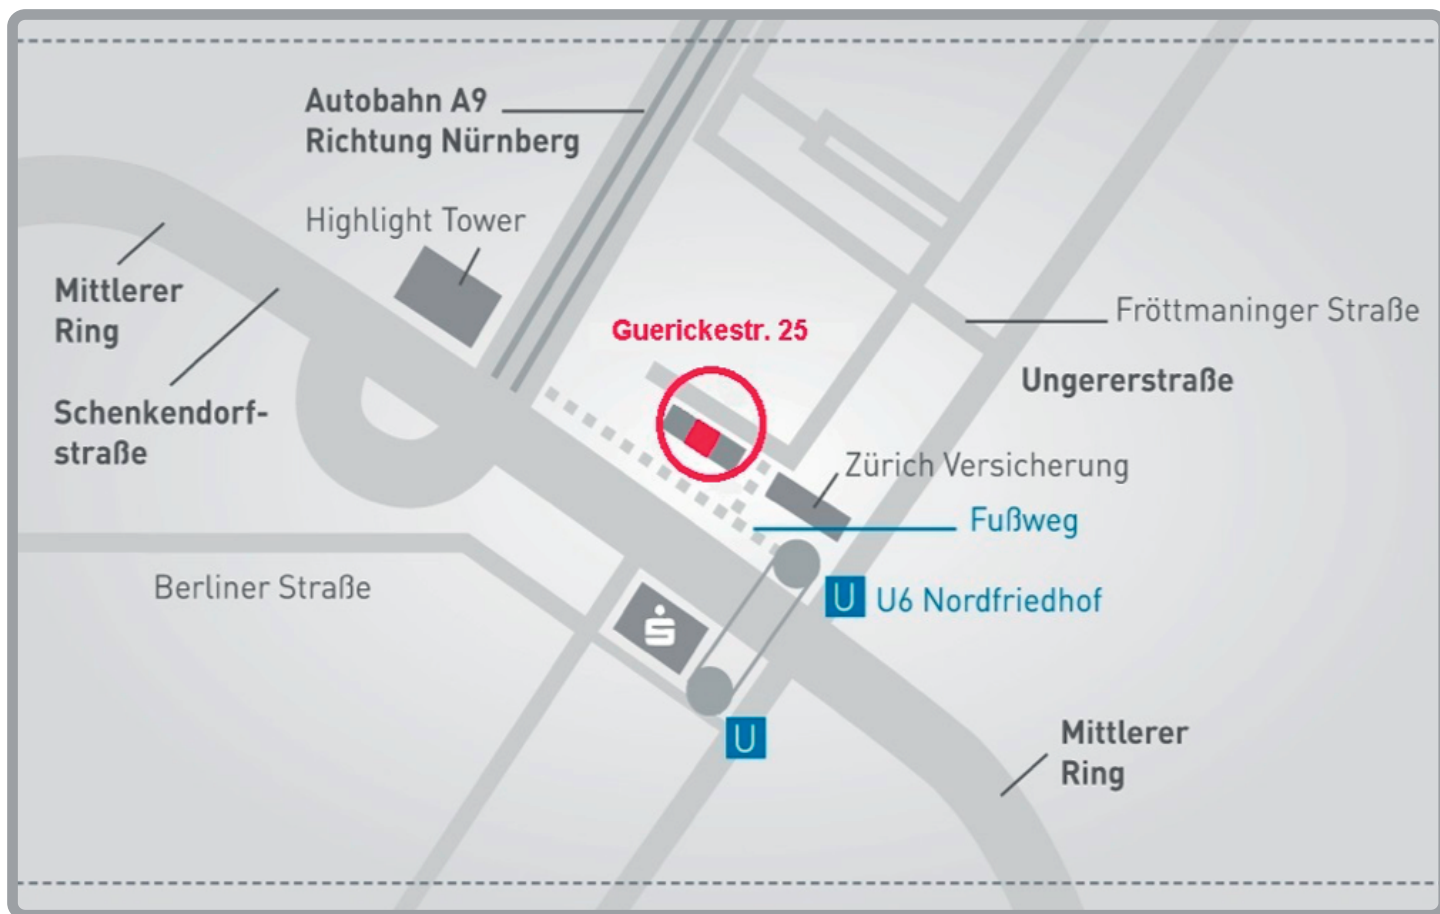 Autobahn A9
Richtung Nürnberg
Highlight Tower
Mittlerer
Ring
Schenkendorf-
straße
Guerickestr. 25
Fröttmaninger Straße
Ungererstraße
Zürich Versicherung
Fußweg
Berliner Straße
U U6 Nordfriedhof
U
Mittlerer
Ring